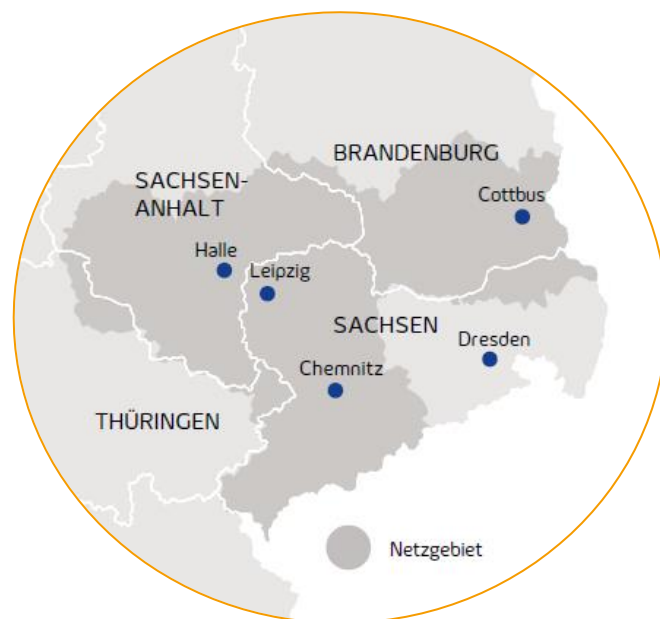 BRANDENBURG
SACHSEN-
ANHALT
Cottbus
Halle
Leipzig
SACHSEN
Dresden
Chemnitz
THÜRINGEN
Netzgebiet